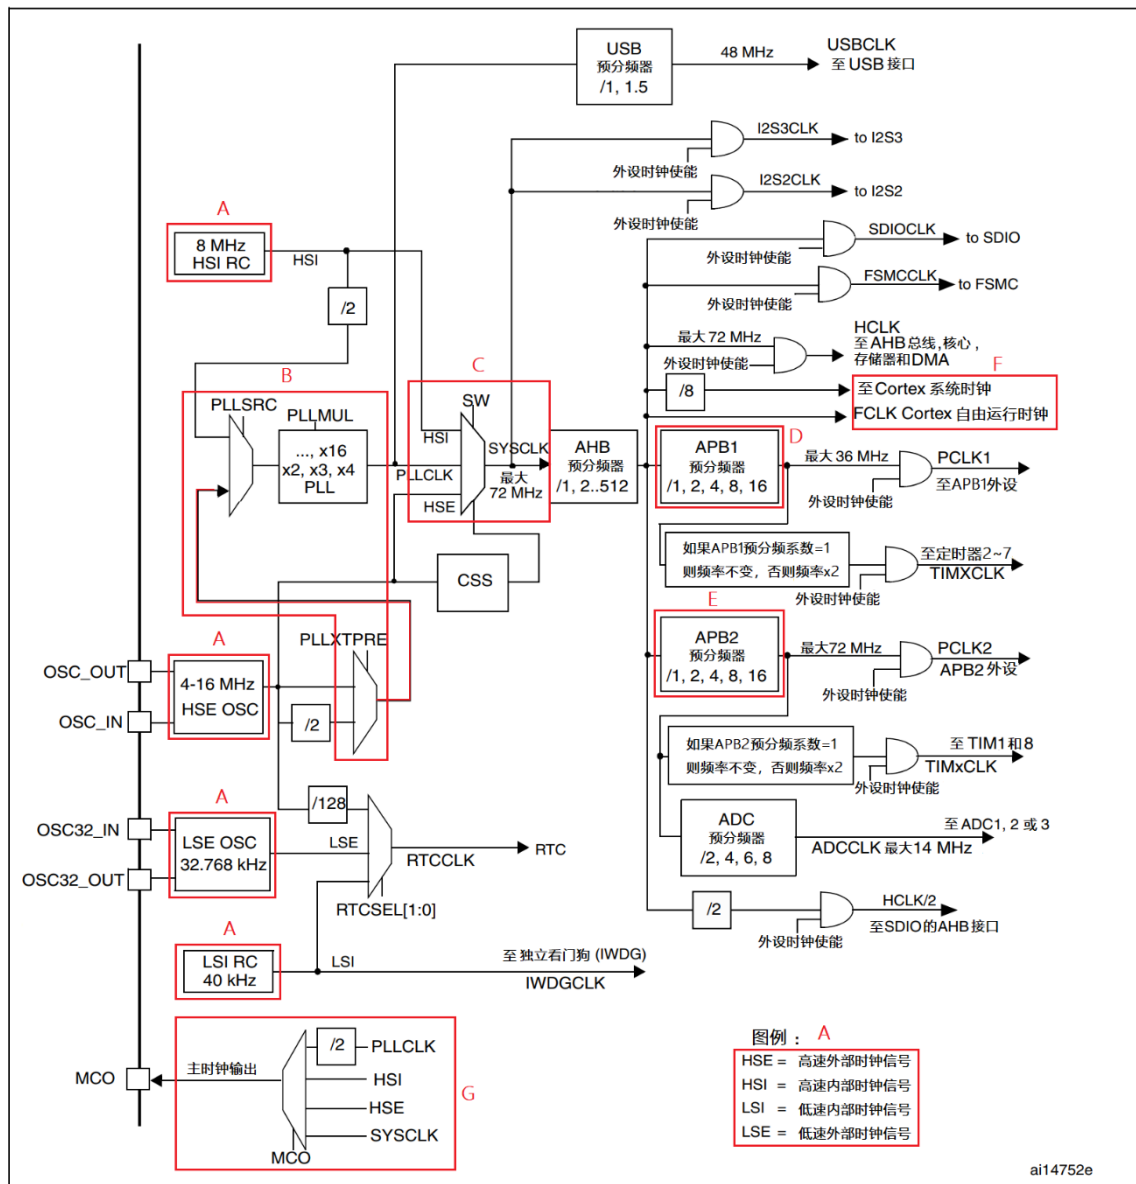 USB
预分频器
/1, 1.5
48 MHz
USBCLK
至 USB 接口
I2S3CLK
to I2S3
外设时钟使能
I2S2CLK
to I2S2
外设时钟使能
A
8 MHz
HSI RC
HSI
SDIOCLK
to SDIO
外设时钟使能
/2
FSMCCLK
to FSMC
外设时钟使能
最大 72 MHz
HCLK
至 AHB 总线,核心,
存储器和DMA
外设时钟使能
F
/8
至 Cortex 系统时钟
FCLK Cortex 自由运行时钟
B
C
PLLSRC
PLLMUL
..., x16
x2, x3, x4
PLL
SW
HSI
SYSCLK
PLLCLK
最大
72 MHz
HSE
AHB
预分频器
/1, 2..512
D
APB1
预分频器
/1, 2, 4, 8, 16
最大 36 MHz
PCLK1
至APB1外设
外设时钟使能
如果APB1预分频系数=1
则频率不变，否则频率x2
至定时器2~7
TIMXCLK
外设时钟使能
CSS
E
APB2
预分频器
/1, 2, 4, 8, 16
最大72 MHz
PCLK2
APB2 外设
外设时钟使能
A
PLLXTPRE
OSC_OUT
4-16 MHz
HSE OSC
OSC_IN
/2
如果APB2预分频系数=1
则频率不变，否则频率x2
至 TIM1 和 8
TIMxCLK
外设时钟使能
A
/128
OSC32_IN
LSE OSC
32.768 kHz
OSC32_OUT
LSE
RTCCLK
RTC
RTCSEL[1:0]
ADC
预分频器
/2, 4, 6, 8
至 ADC1, 2 或 3
ADCCLK 最大14 MHz
/2
HCLK/2
至SDIO的AHB 接口
外设时钟使能
A
LSI RC
40 kHz
LSI
至 独立看门狗 (IWDG)
IWDGCLK
MCO
主时钟输出
/2
PLLCLK
HSI
HSE
SYSCLK
MCO
G
图例： A
HSE = 高速外部时钟信号
HSI = 高速内部时钟信号
LSI = 低速内部时钟信号
LSE = 低速外部时钟信号
ai14752e